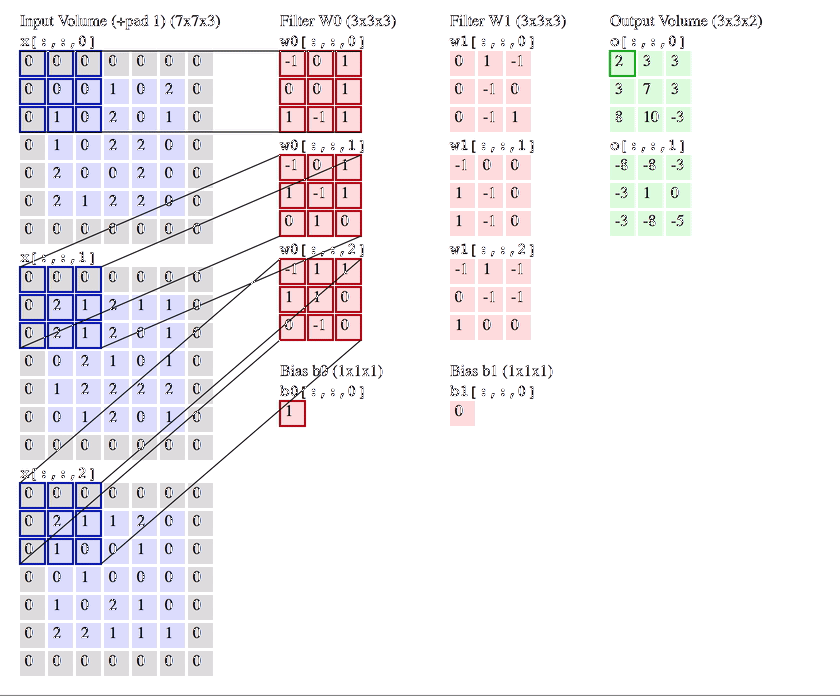 Input Volume (+pad 1) (7x7x3)
x[:,:,0]
0 0 0 0 0 0 0
0 0 0 1 0 2 0
0 1 0 2 0 1 0
0 1 0 2 2 0 0
0 2 0 0 2 0 0
0 2 1 2 2 0 0
0 0 0 0 0 0 0
x[:,:,1]
0 0 0 0 0 0 0
0 2 1 2 1 1 0
0 2 1 2 0 1 0
0 0 2 1 0 1 0
0 1 2 2 2 2 0
0 0 1 2 0 1 0
0 0 0 0 0 0 0
x[:,:,2]
0 0 0 0 0 0 0
0 2 1 1 2 0 0
0 1 0 0 1 0 0
0 0 1 0 0 0 0
0 1 0 2 1 0 0
0 2 2 1 1 1 0
0 0 0 0 0 0 0
Filter W0 (3x3x3)
w0[:,:,0]
-1 0 1
0 0 1
1 -1 1
w0[:,:,1]
-1 0 1
1 -1 1
0 1 0
w0[:,:,2]
-1 1 1
1 1 0
0 -1 0
Bias b0 (1x1x1)
b0[:,:,0]
1
Filter W1 (3x3x3)
w1[:,:,0]
0 1 -1
0 -1 0
0 -1 1
w1[:,:,1]
-1 0 0
1 -1 0
1 -1 0
w1[:,:,2]
-1 1 -1
0 -1 -1
1 0 0
Bias b1 (1x1x1)
b1[:,:,0]
0
Output Volume (3x3x2)
o[:,:,0]
2 3 3
3 7 3
8 10 -3
o[:,:,1]
-8 -8 -3
-3 1 0
-3 -8 -5